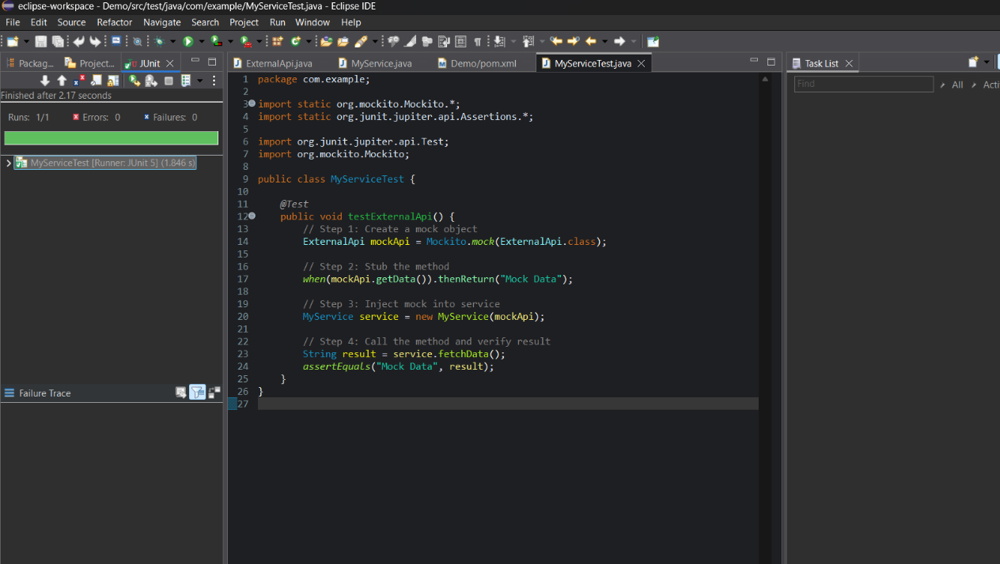 eclipse-workspace - Demo/src/test/java/com/example/MyServiceTest.java - Eclipse IDE
File Edit Source Refactor Navigate Search Project Run Window Help
Packag... Project... JUnit
Finished after 2.17 seconds
Runs: 1/1 Errors: 0 Failures: 0
MyServiceTest [Runner: JUnit 5] (1.846 s)
Failure Trace
ExternalApi.java MyService.java Demo/pom.xml MyServiceTest.java
1 package com.example;
2
3 import static org.mockito.Mockito.*;
4 import static org.junit.jupiter.api.Assertions.*;
5
6 import org.junit.jupiter.api.Test;
7 import org.mockito.Mockito;
8
9 public class MyServiceTest {
10
11 @Test
12 public void testExternalApi() {
13 // Step 1: Create a mock object
14 ExternalApi mockApi = Mockito.mock(ExternalApi.class);
15
16 // Step 2: Stub the method
17 when(mockApi.getData()).thenReturn("Mock Data");
18
19 // Step 3: Inject mock into service
20 MyService service = new MyService(mockApi);
21
22 // Step 4: Call the method and verify result
23 String result = service.fetchData();
24 assertEquals("Mock Data", result);
25 }
26 }
27
Task List
Find All Acti